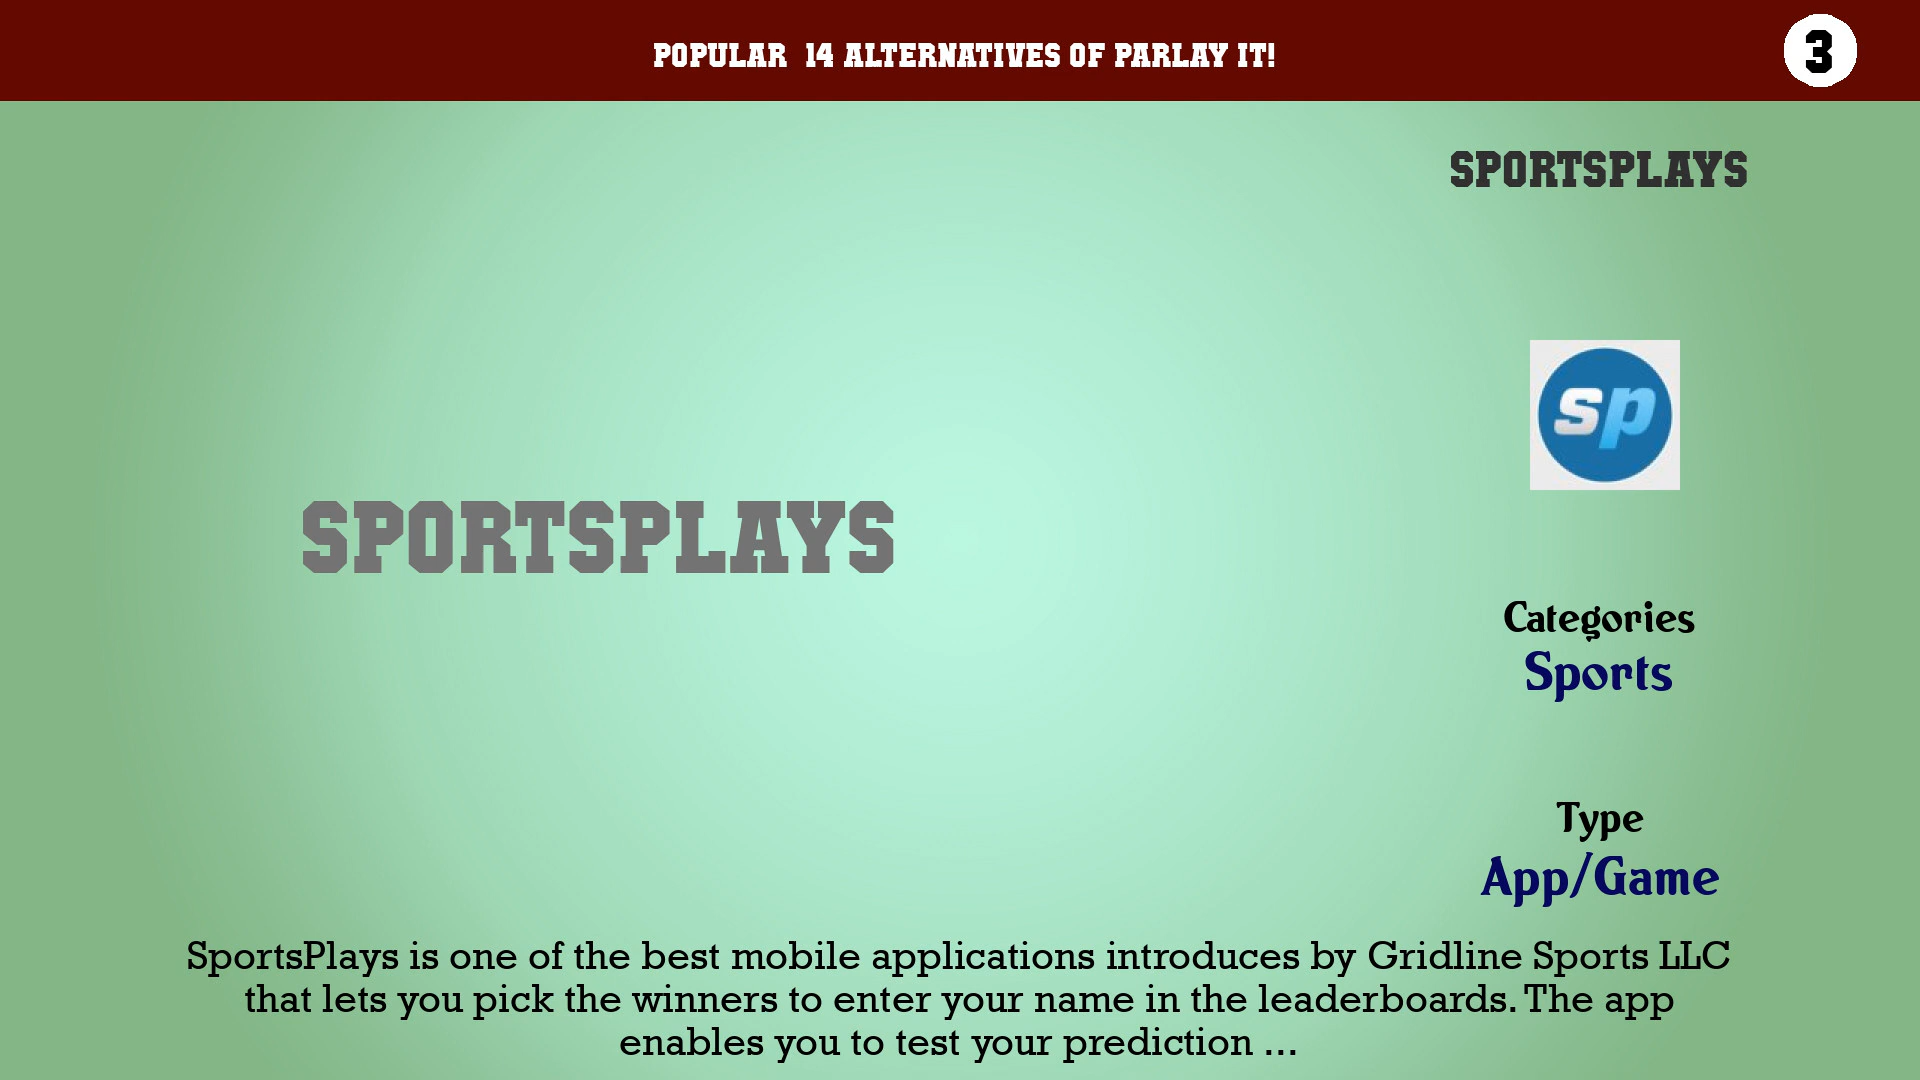 POPULAR 14 ALTERNATIVES OF PARLAY IT!
3
SPORTSPLAYS
sp
SPORTSPLAYS
Categories
Sports
Type
App/Game
SportsPlays is one of the best mobile applications introduces by Gridline Sports LLC
that lets you pick the winners to enter your name in the leaderboards. The app
enables you to test your prediction ...